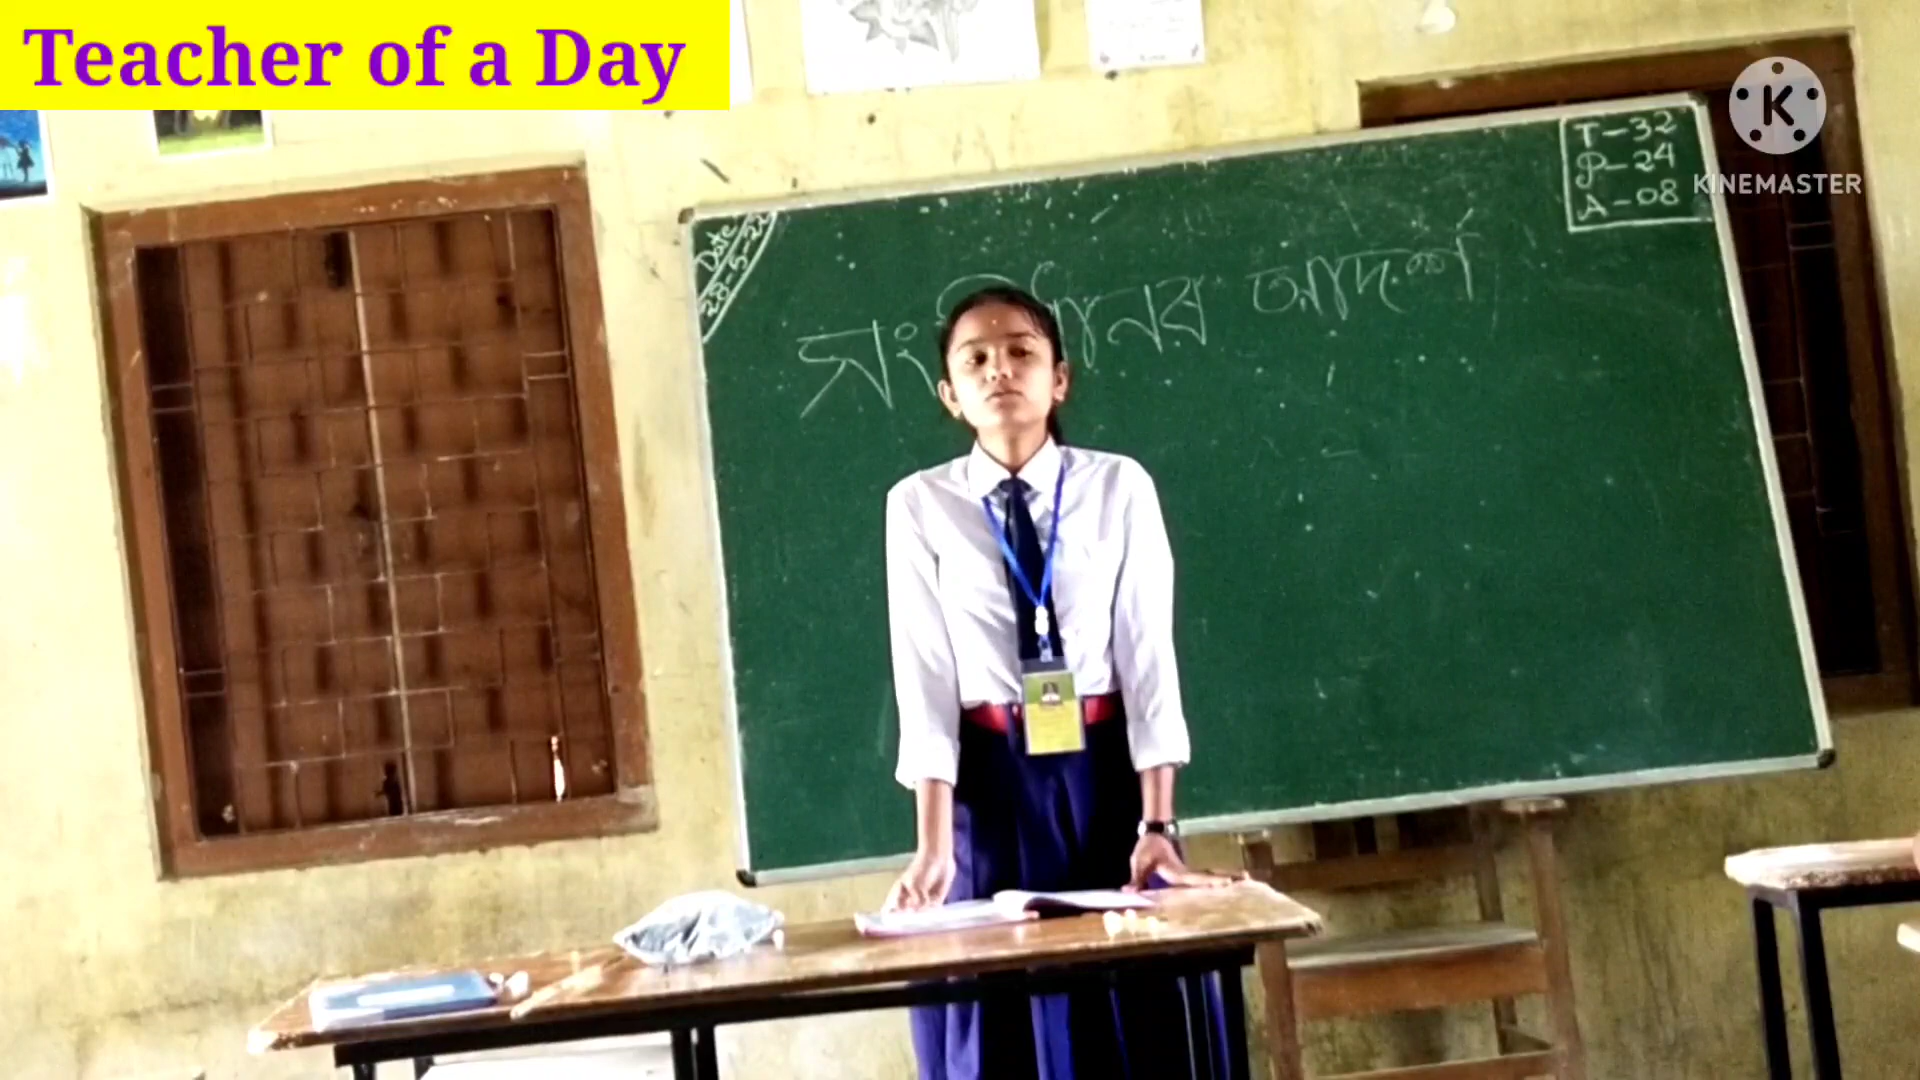 Teacher of a Day
T-32
P-24
A-08
KINEMASTER
Date
28-5-22
আদর্শ